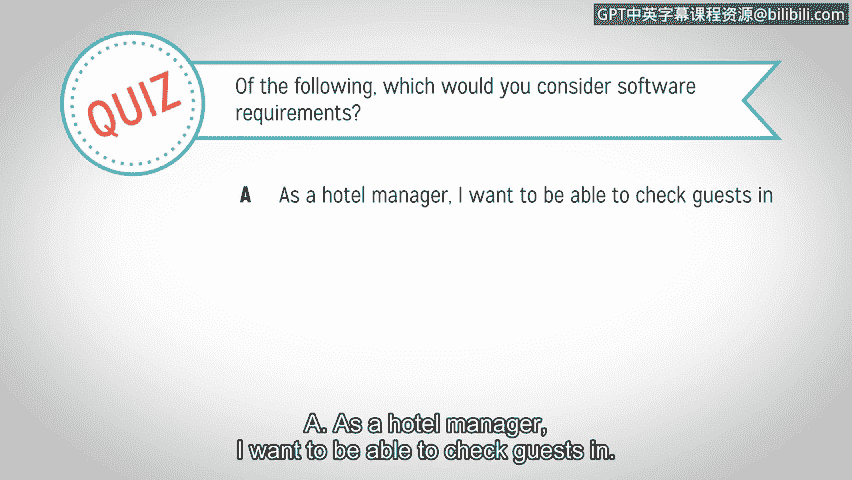 GPT中英字幕课程资源@bilibili.com
QUIZ
Of the following, which would you consider software
requirements?
A As a hotel manager, I want to be able to check guests in
A. As a hotel manager,
I want to be able to check guests in.